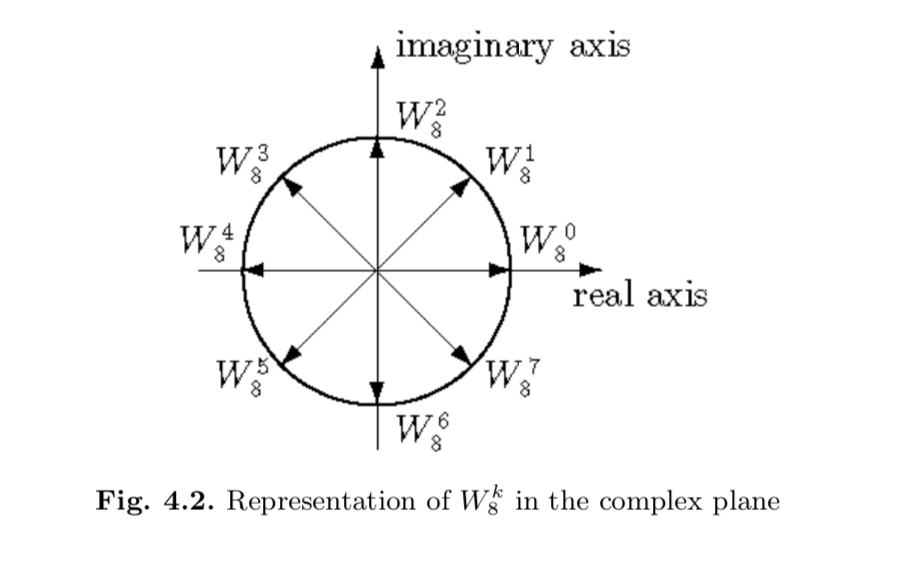 imaginary axis
W_8^2
W_8^3
W_8^1
W_8^4
W_8^0
real axis
W_8^5
W_8^7
W_8^6
Fig. 4.2. Representation of W_8^k in the complex plane